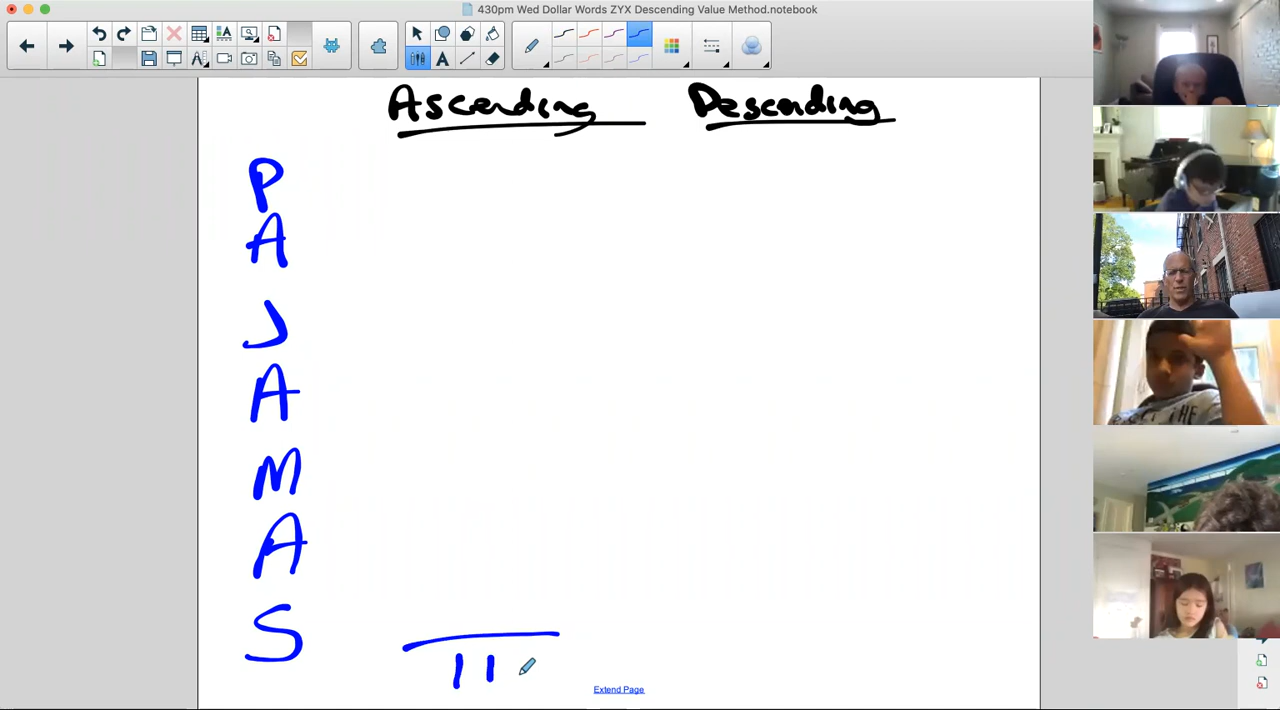 430pm Wed Dollar Words ZYX Descending Value Method.notebook
Ascending Descending
P
A
J
A
M
A
S
11
Extend Page